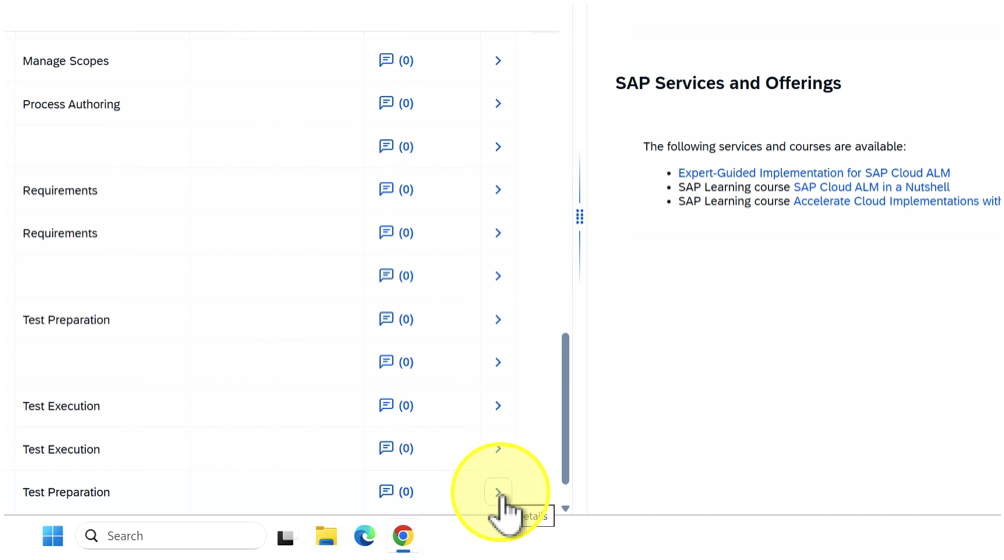 Manage Scopes (0)
Process Authoring (0)
(0)
Requirements (0)
Requirements (0)
(0)
Test Preparation (0)
(0)
Test Execution (0)
Test Execution (0)
Test Preparation (0)
SAP Services and Offerings
The following services and courses are available:
• Expert-Guided Implementation for SAP Cloud ALM
• SAP Learning course SAP Cloud ALM in a Nutshell
• SAP Learning course Accelerate Cloud Implementations with
Search